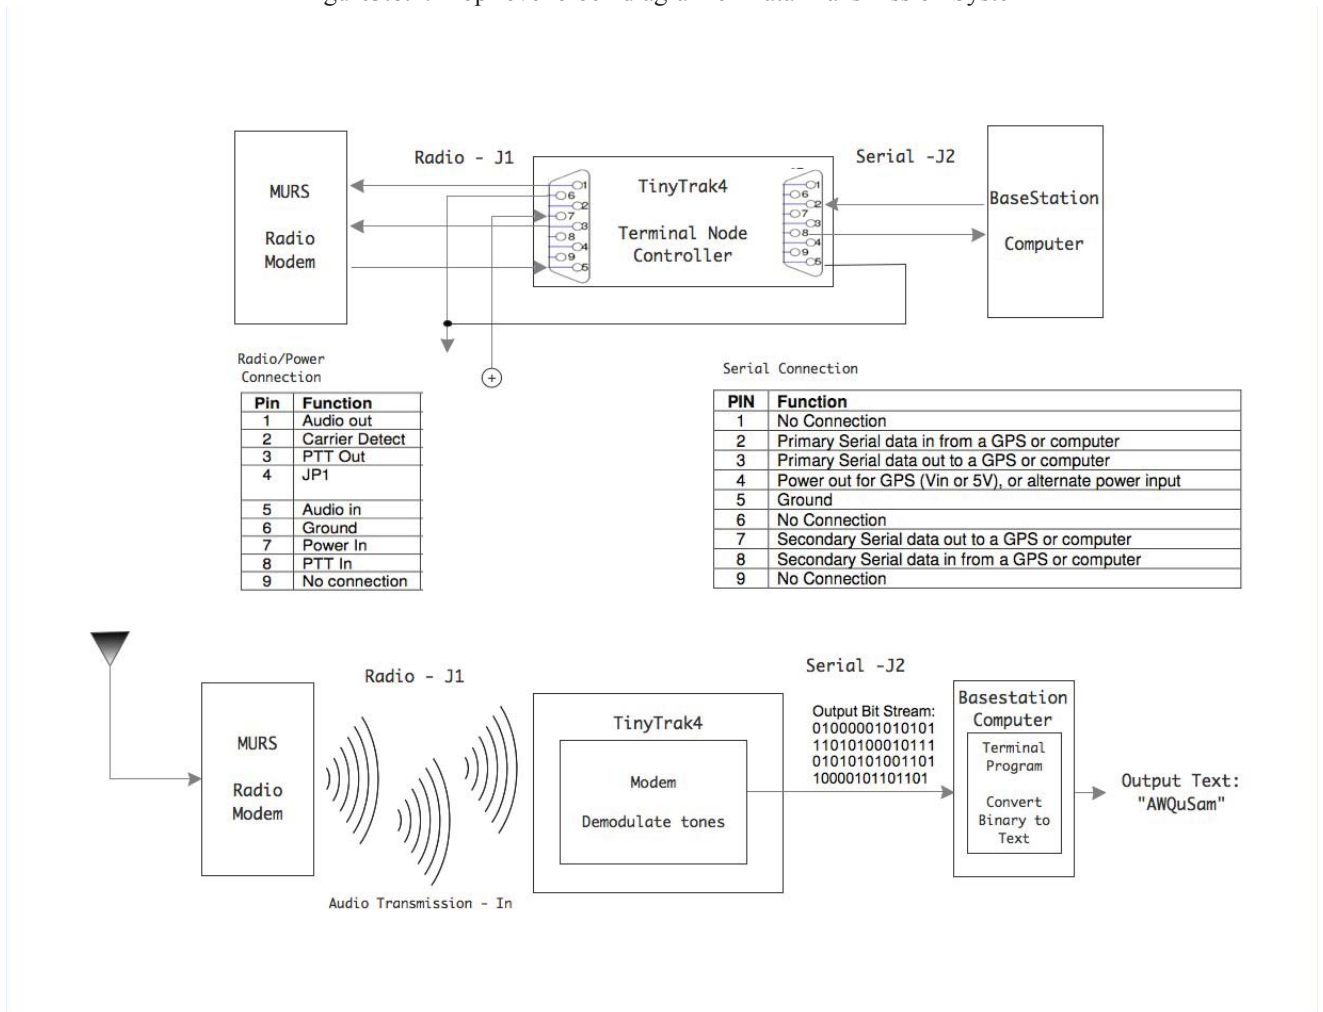 Radio - J1
Serial -J2
MURS
Radio
Modem
1
6
2
7
3
8
4
9
5
TinyTrak4
Terminal Node
Controller
1
6
2
7
3
8
4
9
5
BaseStation
Computer
+
Radio/Power
Connection
Pin Function
1 Audio out
2 Carrier Detect
3 PTT Out
4 JP1
5 Audio in
6 Ground
7 Power In
8 PTT In
9 No connection
Serial Connection
PIN Function
1 No Connection
2 Primary Serial data in from a GPS or computer
3 Primary Serial data out to a GPS or computer
4 Power out for GPS (Vin or 5V), or alternate power input
5 Ground
6 No Connection
7 Secondary Serial data out to a GPS or computer
8 Secondary Serial data in from a GPS or computer
9 No Connection
Radio - J1
Serial -J2
MURS
Radio
Modem
Audio Transmission - In
TinyTrak4
Modem
Demodulate tones
Output Bit Stream:
01000001010101
11010100010111
01010101001101
10000101101101
Basestation
Computer
Terminal
Program
Convert
Binary to
Text
Output Text:
"AWQuSam"